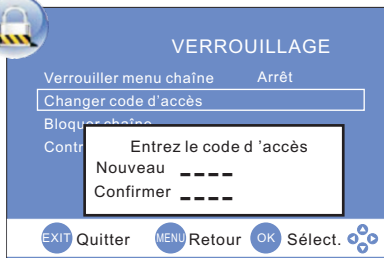 VERROUILLAGE
Verrouiller menu chaîne Arrêt
Changer code d'accès
Bloquer chaîne
Contr
Entrez le code d 'accès
Nouveau _ _ _ _
Confirmer _ _ _ _
EXIT Quitter MENU Retour OK Sélect.